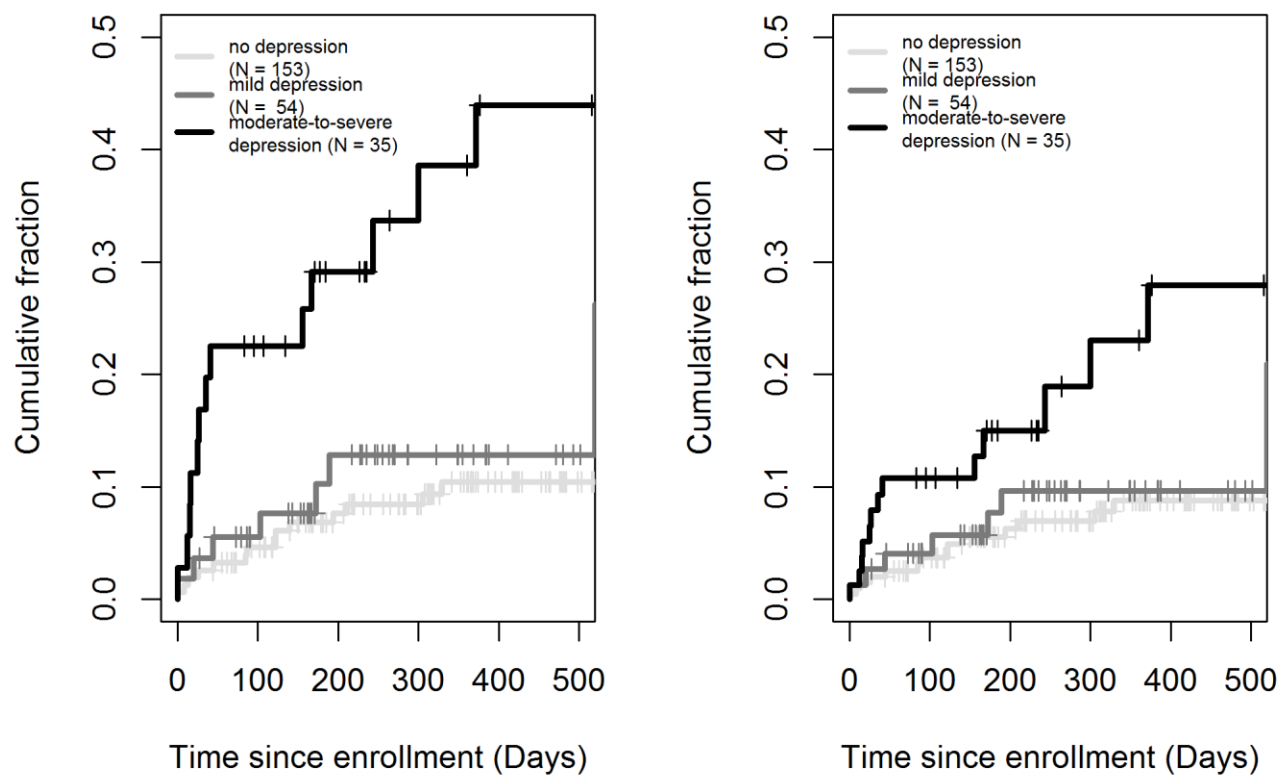 0.5
0.4
0.3
0.2
0.1
0.0
Cumulative fraction
no depression
(N = 153)
mild depression
(N = 54)
moderate-to-severe
depression (N = 35)
0 100 200 300 400 500
Time since enrollment (Days)
0.5
0.4
0.3
0.2
0.1
0.0
Cumulative fraction
no depression
(N = 153)
mild depression
(N = 54)
moderate-to-severe
depression (N = 35)
0 100 200 300 400 500
Time since enrollment (Days)